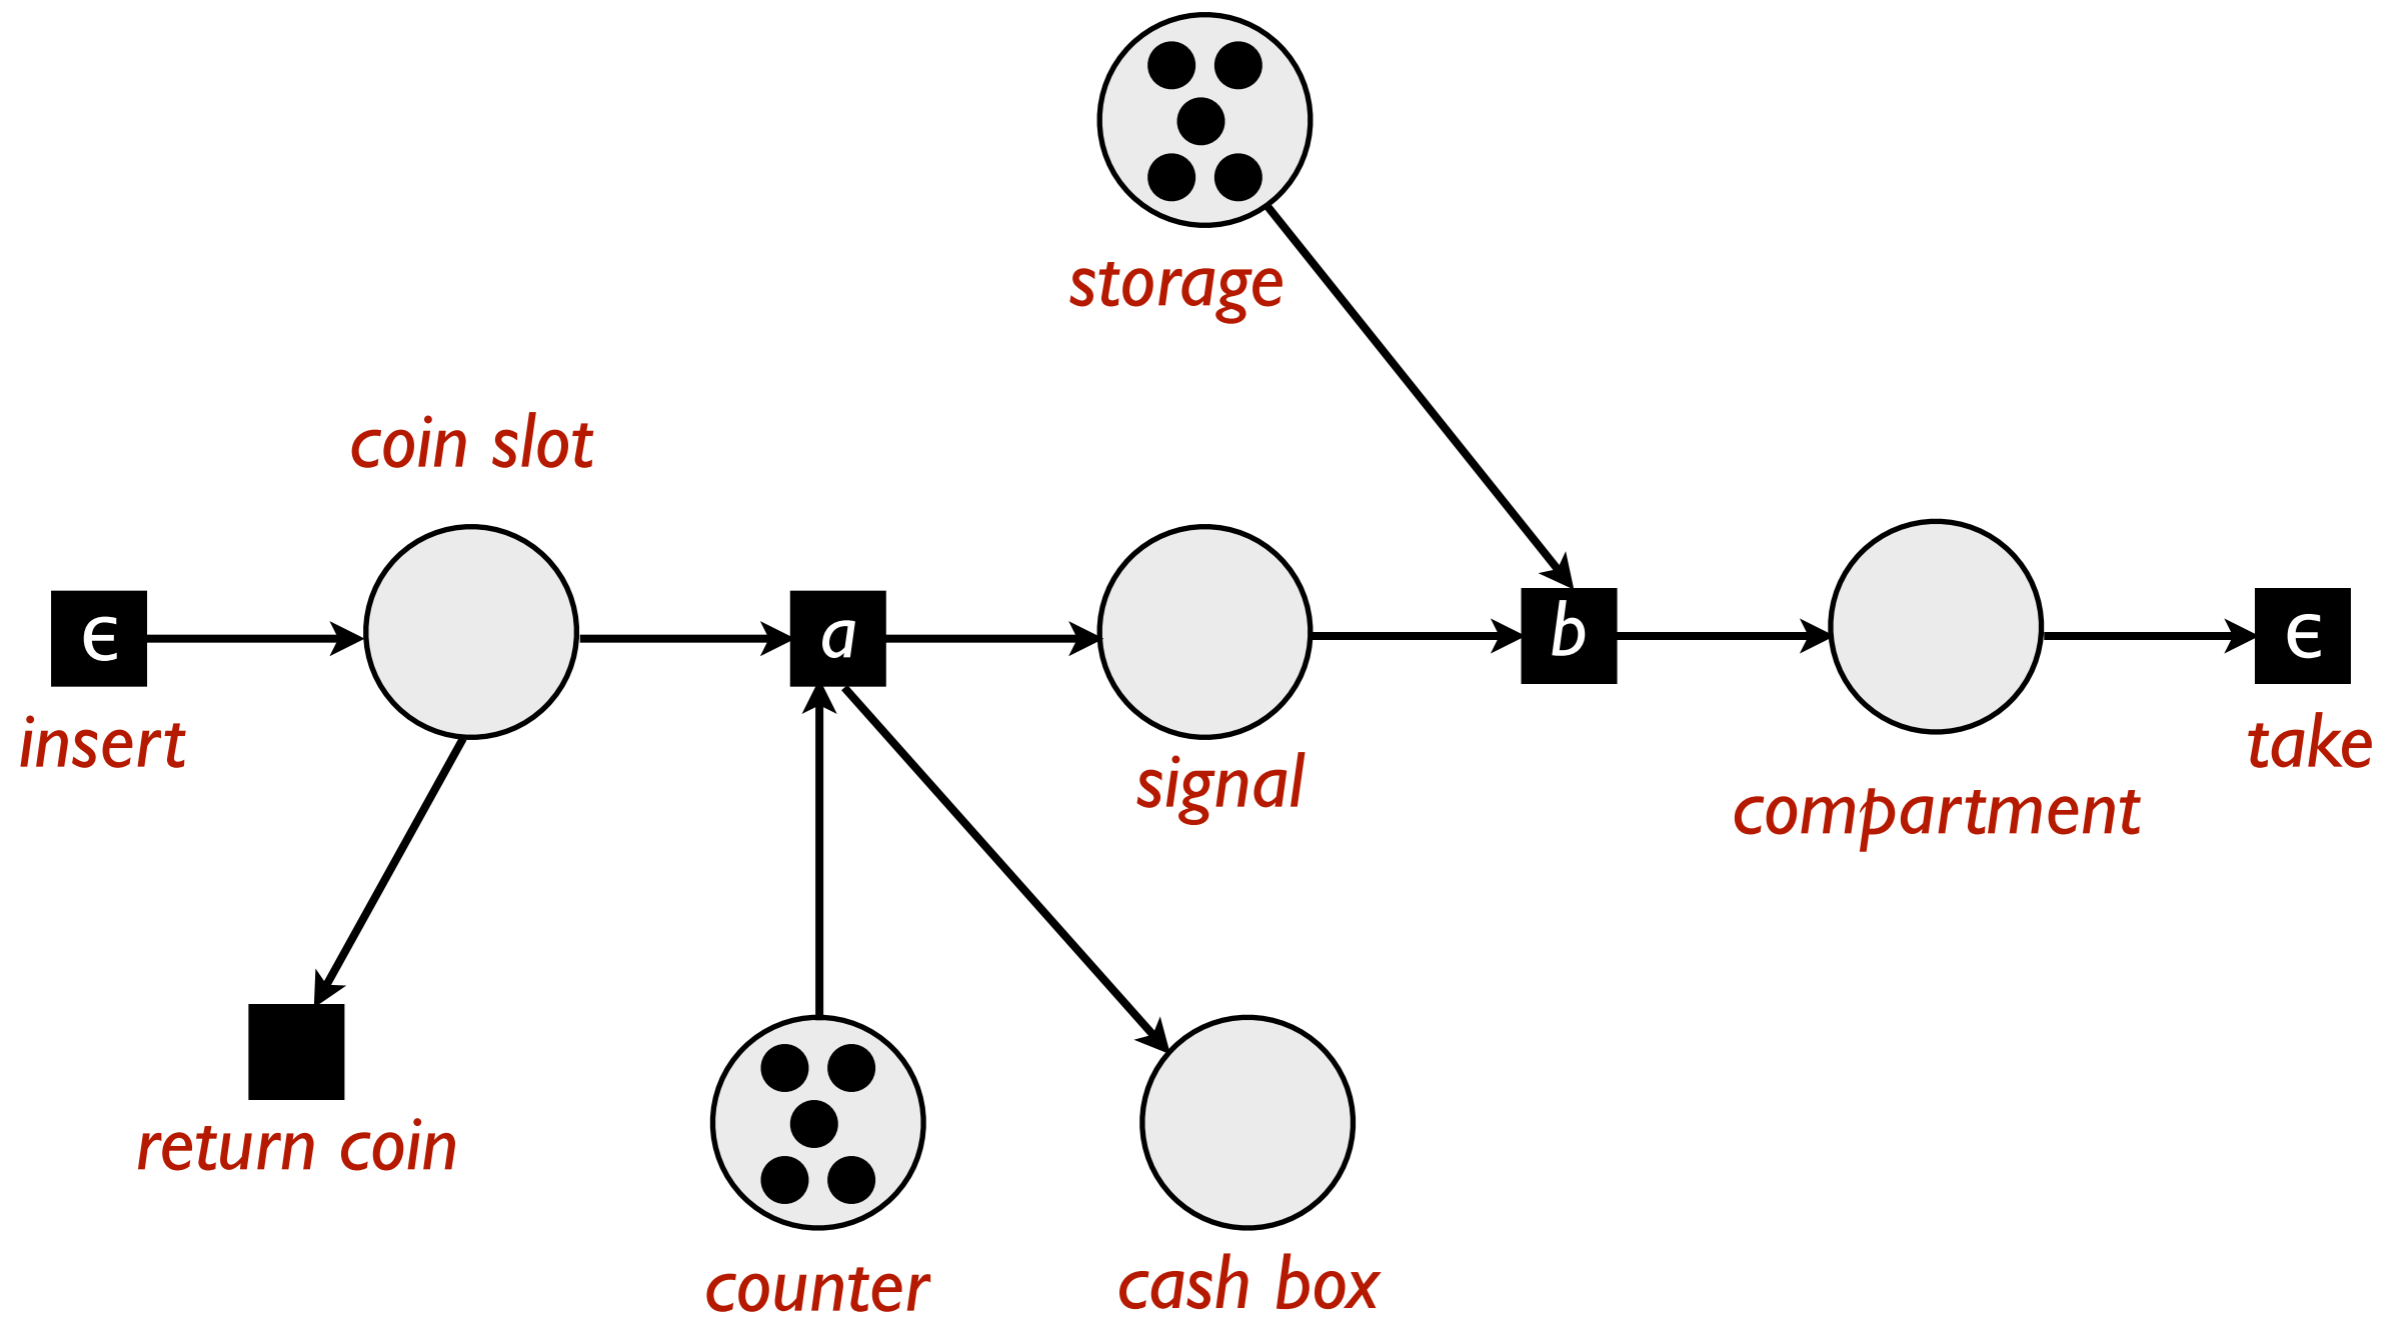 storage
coin slot
ϵ
a
b
ϵ
insert
signal
take
compartment
return coin
counter
cash box